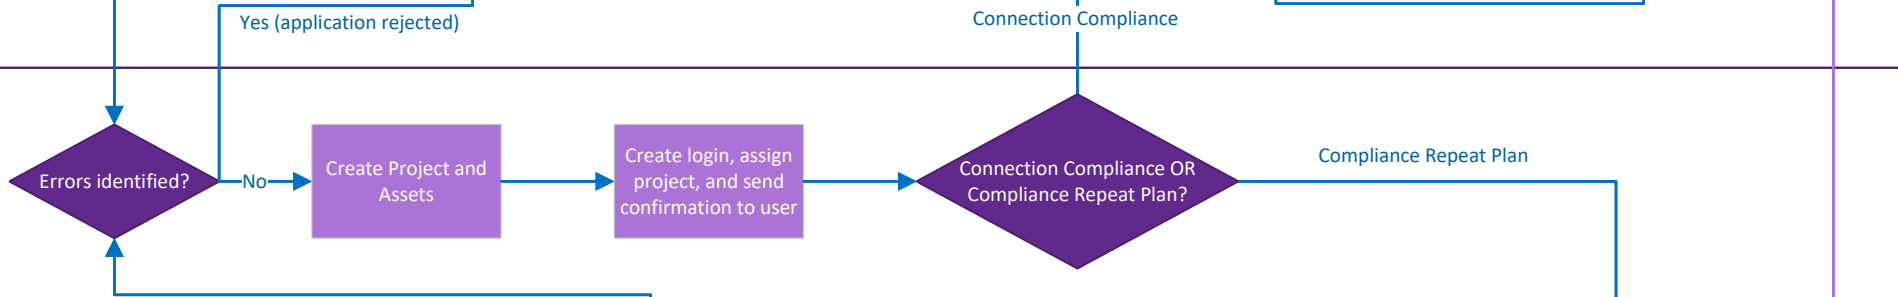 Yes (application rejected)
Connection Compliance
Errors identified?
No
Create Project and
Assets
Create login, assign
project, and send
confirmation to user
Connection Compliance OR
Compliance Repeat Plan?
Compliance Repeat Plan